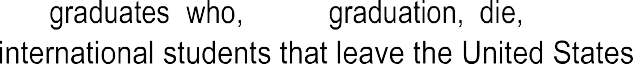 graduates who, graduation, die,
international students that leave the United States